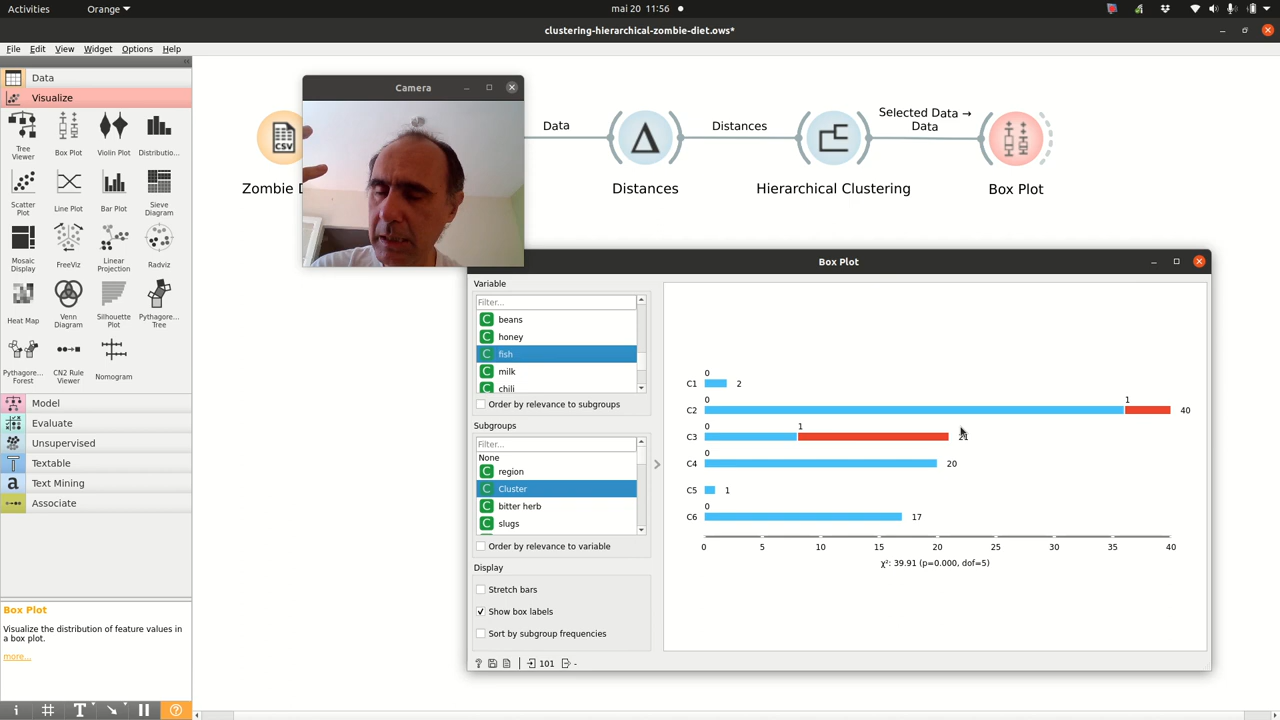 Activities
Orange
mai 20 11:56
clustering-hierarchical-zombie-diet.ows*
File Edit View Widget Options Help
Data
Visualize
Tree Viewer
Box Plot
Violin Plot
Distributio...
Scatter Plot
Line Plot
Bar Plot
Sieve Diagram
Mosaic Display
FreeViz
Linear Projection
Radviz
Heat Map
Venn Diagram
Silhouette Plot
Pythagore... Tree
Pythagore... Forest
CN2 Rule Viewer
Nomogram
Model
Evaluate
Unsupervised
Textable
Text Mining
Associate
Box Plot
Visualize the distribution of feature values in
a box plot.
more...
Camera
CSV
Zombie
Data
Distances
Distances
Hierarchical Clustering
Selected Data →
Data
Box Plot
Box Plot
Variable
Filter...
C beans
C honey
C fish
C milk
C chili
Order by relevance to subgroups
Subgroups
Filter...
None
C region
C Cluster
C bitter herb
C slugs
Order by relevance to variable
Display
Stretch bars
Show box labels
Sort by subgroup frequencies
? 101 -
0
C1 2
0 1
C2 40
0 1
C3 21
0
C4 20
C5 1
0
C6 17
0 5 10 15 20 25 30 35 40
χ²: 39.91 (p=0.000, dof=5)